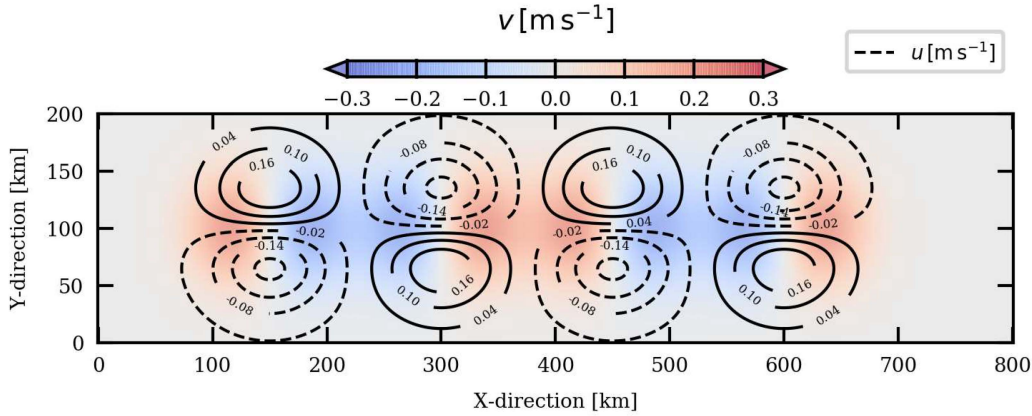 v [m s⁻¹]
u [m s⁻¹]
−0.3 −0.2 −0.1 0.0 0.1 0.2 0.3
200
150
100
50
0
Y-direction [km]
0.04 0.10 0.16 -0.08 -0.14 0.04 0.10 0.16 -0.08 -0.14
-0.02 -0.02 0.04 -0.02 -0.02
-0.14 -0.08 0.10 0.16 0.04 -0.14 -0.08 0.10 0.16 0.04
0 100 200 300 400 500 600 700 800
X-direction [km]